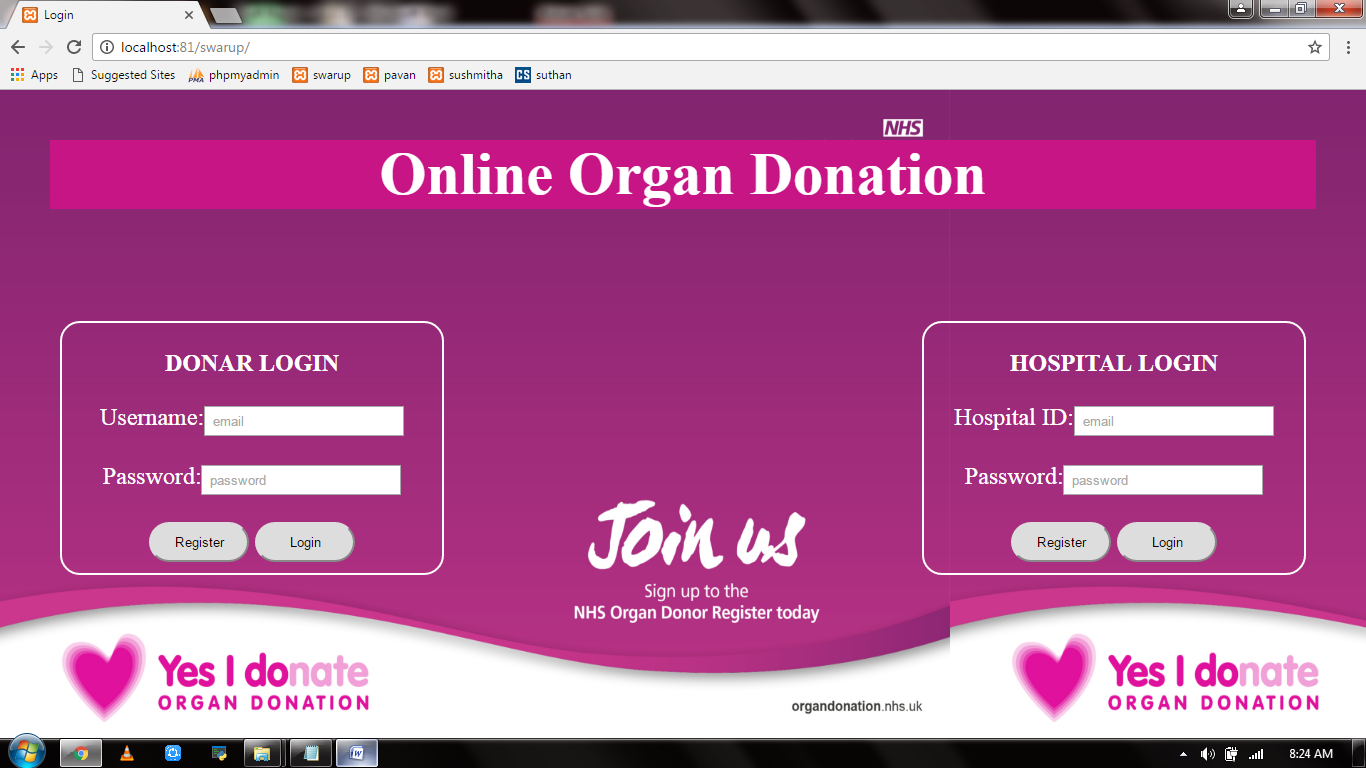 Login
localhost:81/swarup/
Apps Suggested Sites phpmyadmin swarup pavan sushmitha suthan
NHS
Online Organ Donation
DONAR LOGIN
Username: email
Password: password
Register Login
HOSPITAL LOGIN
Hospital ID: email
Password: password
Register Login
Join us
Sign up to the
NHS Organ Donor Register today
Yes I donate
ORGAN DONATION
organdonation.nhs.uk
Yes I donate
ORGAN DONATION
8:24 AM